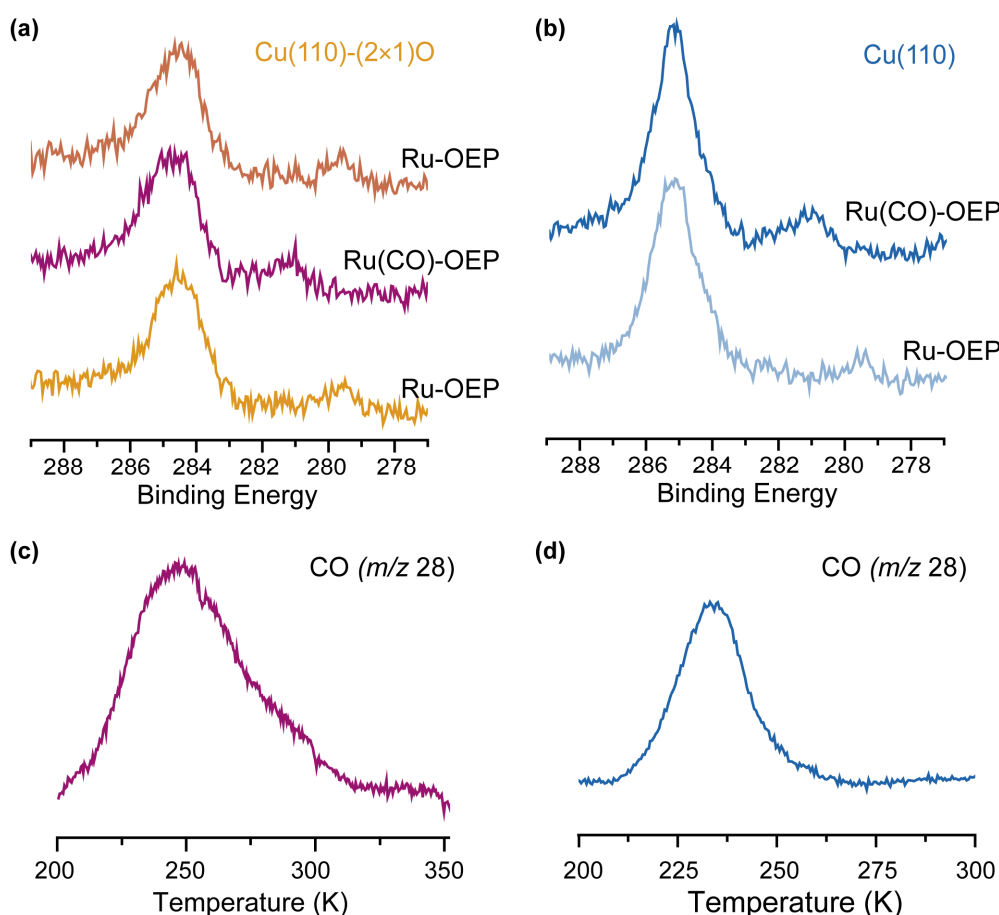 (a)
Cu(110)-(2×1)O
Ru-OEP
Ru(CO)-OEP
Ru-OEP
288 286 284 282 280 278
Binding Energy
(b)
Cu(110)
Ru(CO)-OEP
Ru-OEP
288 286 284 282 280 278
Binding Energy
(c)
CO (m/z 28)
200 250 300 350
Temperature (K)
(d)
CO (m/z 28)
200 225 250 275 300
Temperature (K)